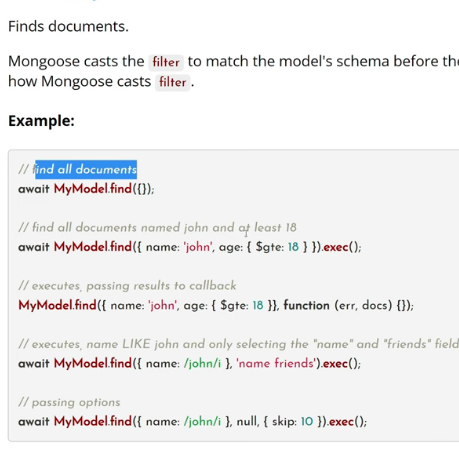 Finds documents.
Mongoose casts the filter to match the model's schema before the
how Mongoose casts filter.
Example:
// find all documents
await MyModel.find({});
// find all documents named john and at least 18
await MyModel.find({ name: 'john', age: { $gte: 18 } }).exec();
// executes, passing results to callback
MyModel.find({ name: 'john', age: { $gte: 18 }}, function (err, docs) {});
// executes, name LIKE john and only selecting the "name" and "friends" field
await MyModel.find({ name: /john/i }, 'name friends').exec();
// passing options
await MyModel.find({ name: /john/i }, null, { skip: 10 }).exec();